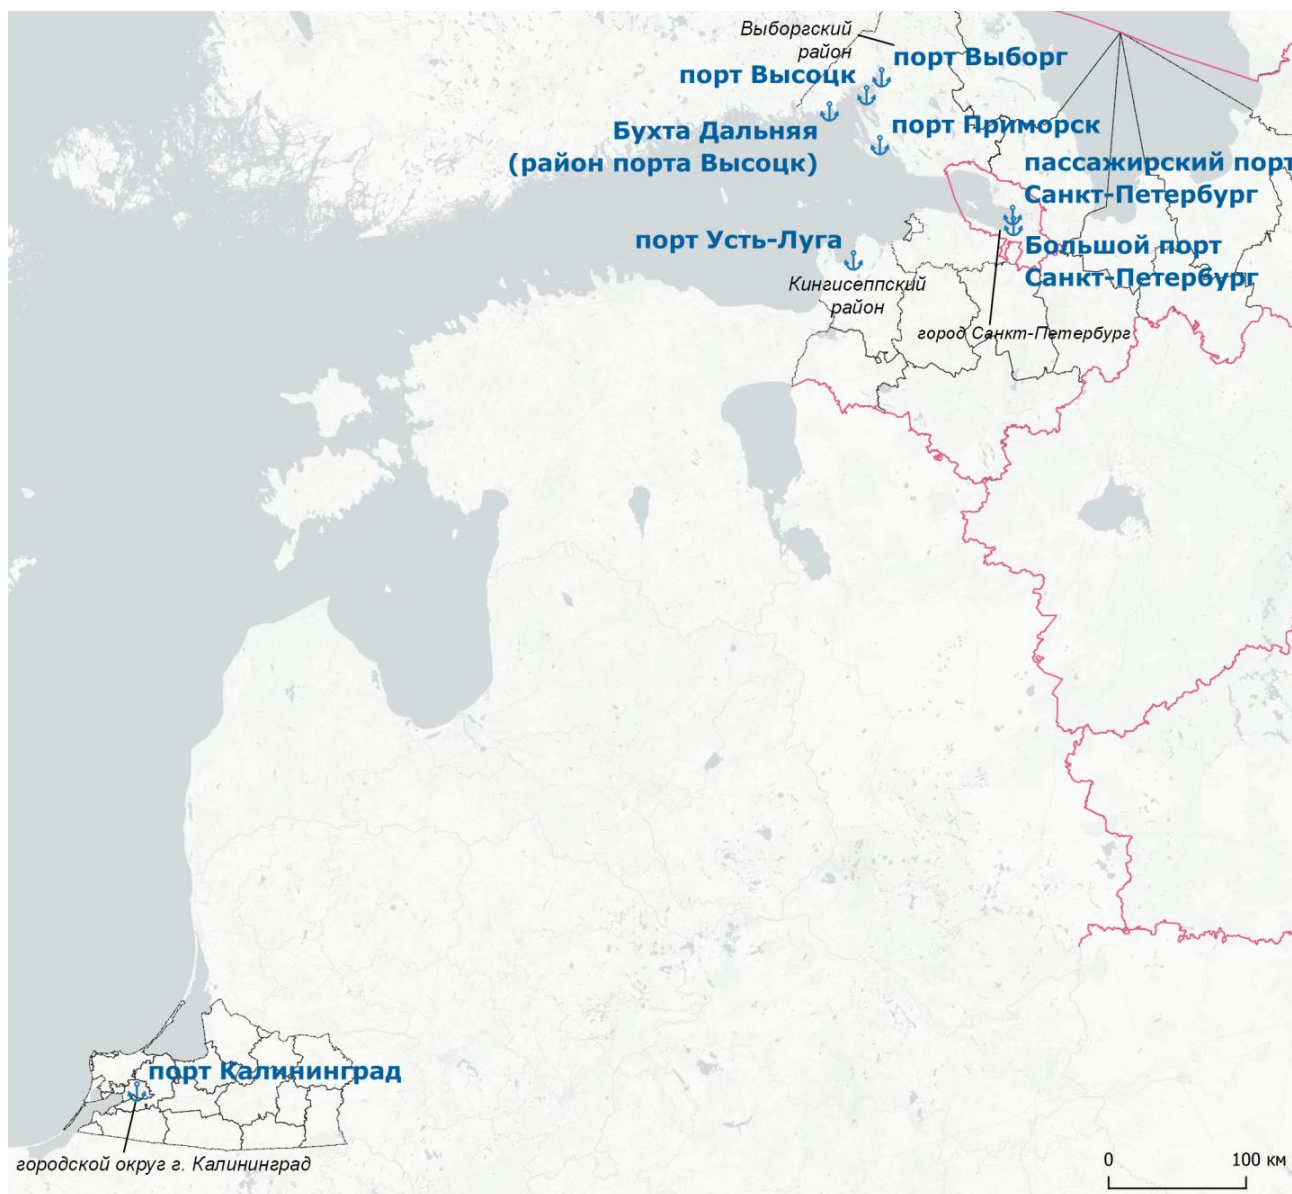 Выборгский
район
порт Выборг
порт Высоцк
Бухта Дальняя
(район порта Высоцк)
порт Приморск
пассажирский порт
Санкт-Петербург
порт Усть-Луга
Большой порт
Санкт-Петербург
Кингисеппский
район
город Санкт-Петербург
порт Калининград
городской округ г. Калининград
0 100 км